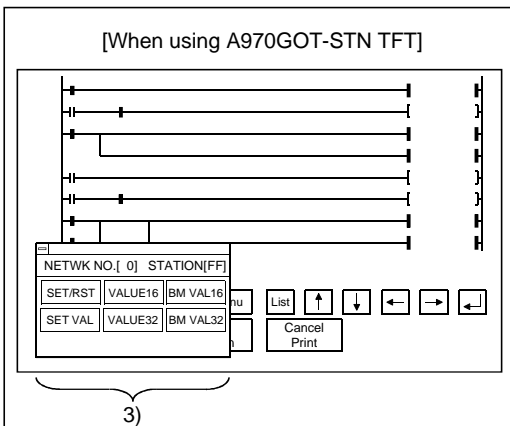 [When using A970GOT-STN TFT]
NETWK NO.[ 0] STATION[FF]
SET/RST VALUE16 BM VAL16
nu List ↑ ↓ ← → ↵
SET VAL VALUE32 BM VAL32
n Cancel
Print
3)